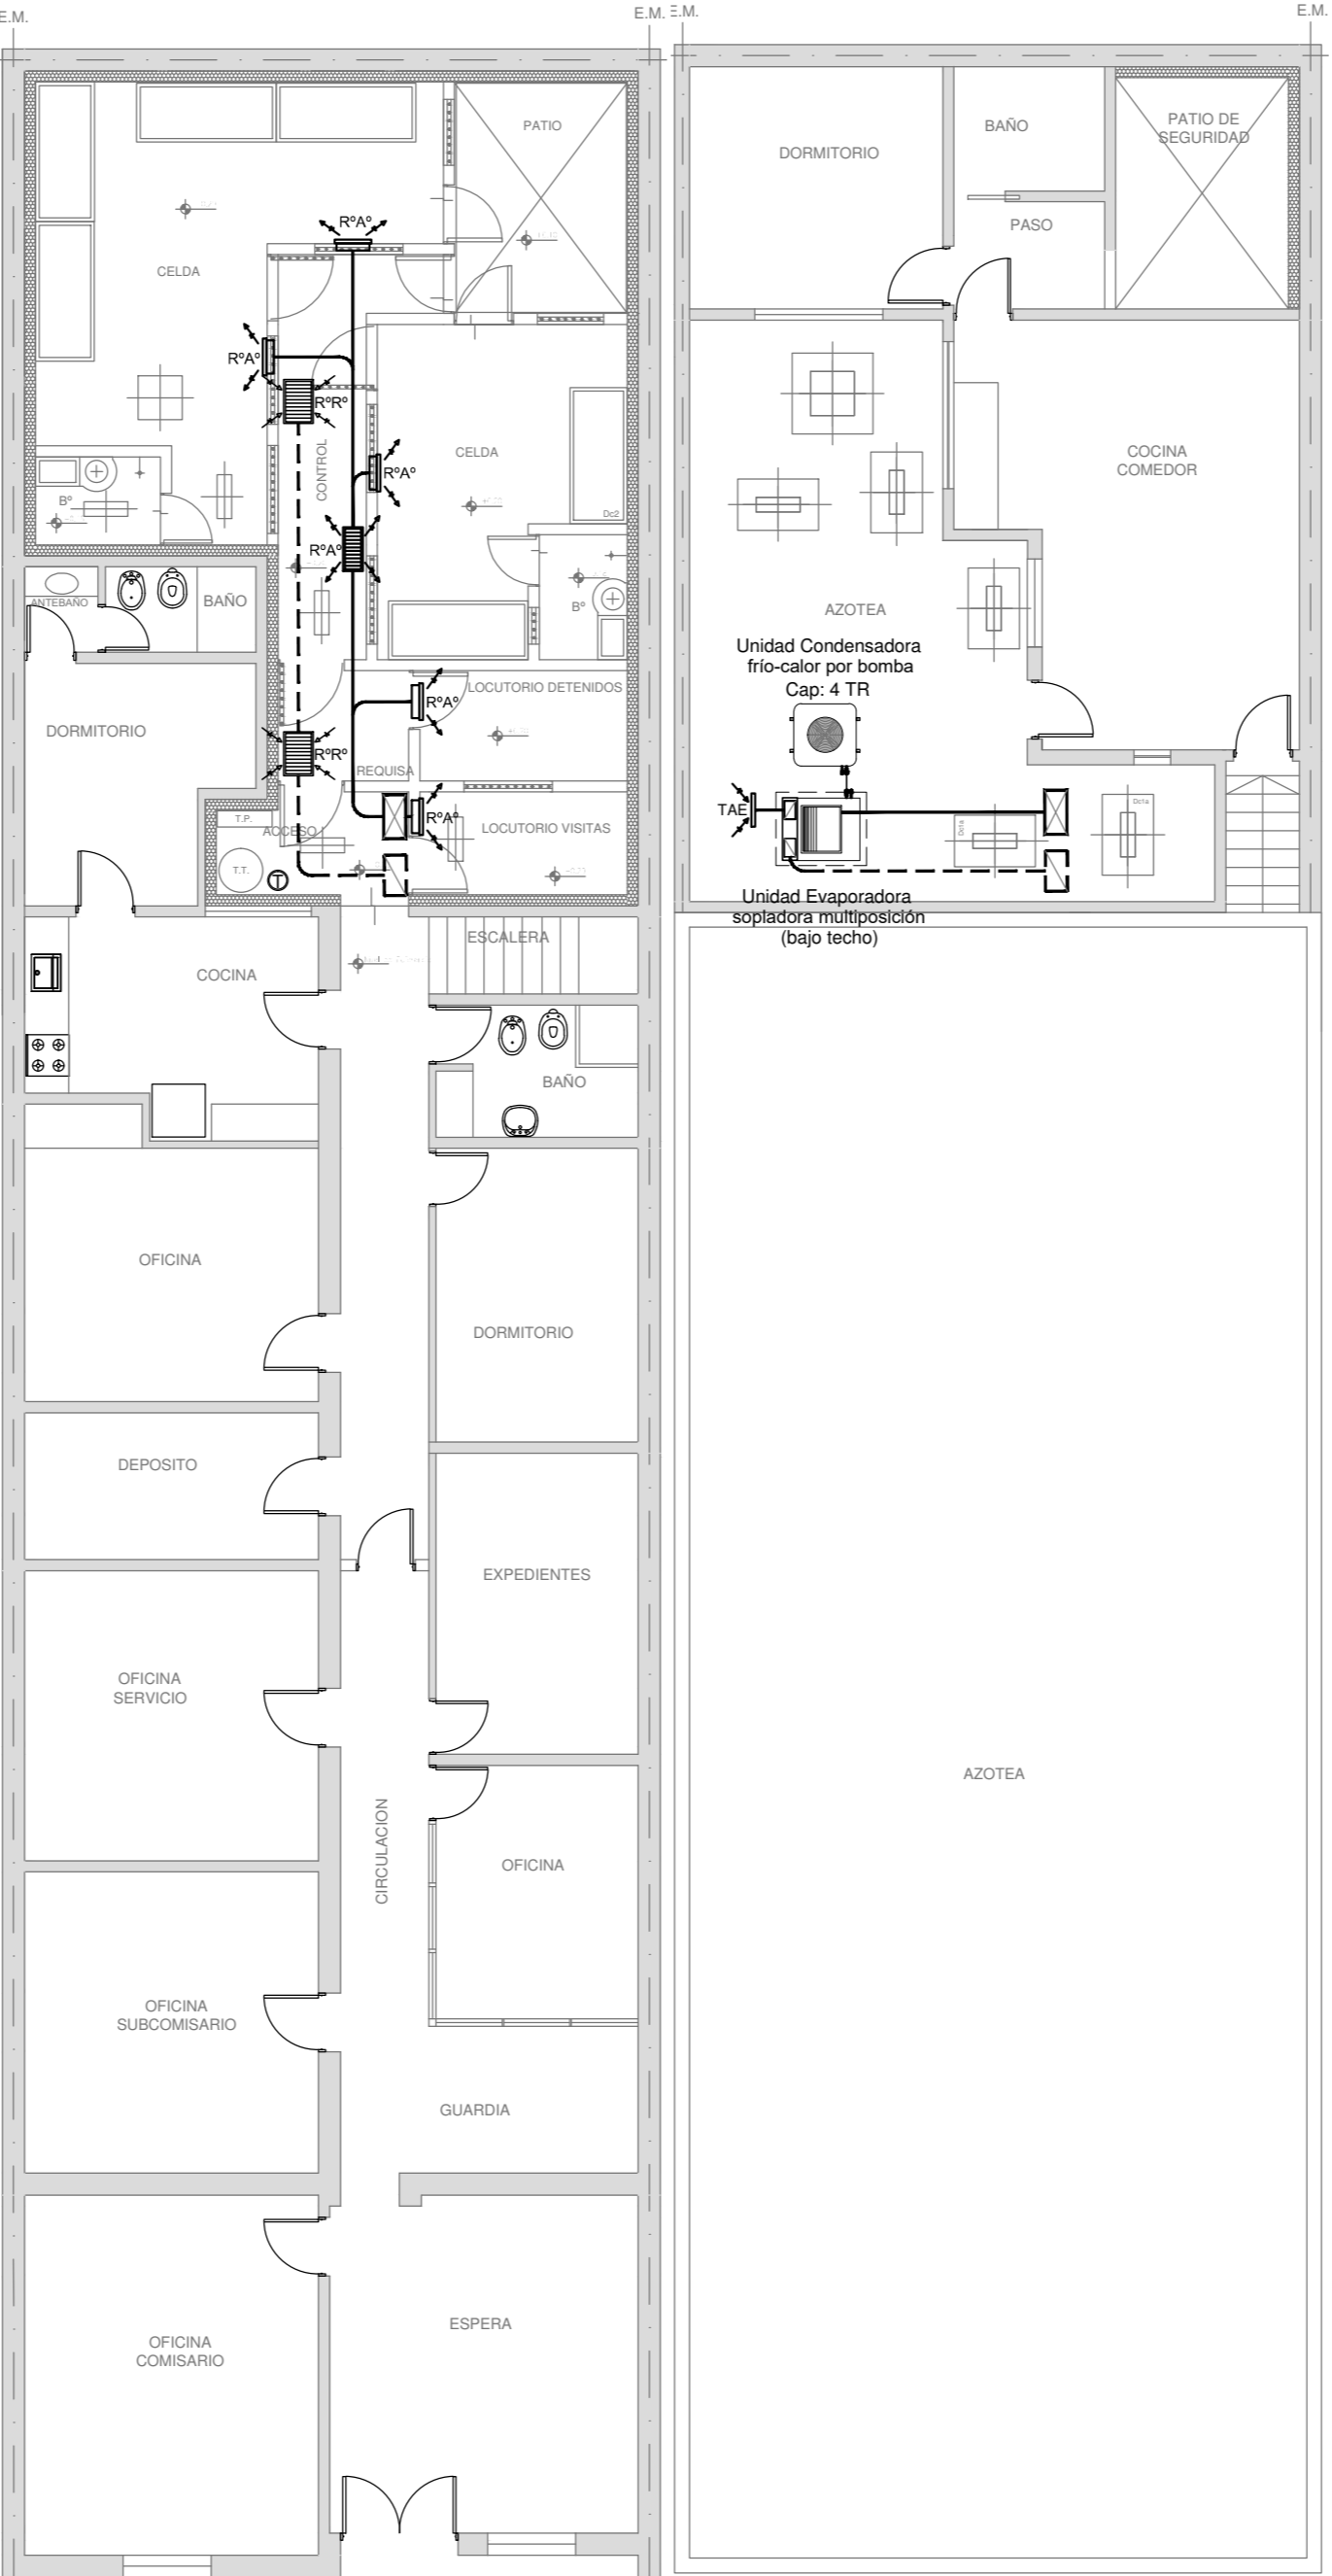 E.M.
E.M.
PATIO
RºAº
CELDA
RºAº
RºRº
CONTROL
CELDA
RºAº
Bº
Dc2
RºAº
ANTEBAÑO
BAÑO
Bº
LOCUTORIO DETENIDOS
RºAº
DORMITORIO
RºRº
REQUISA
T.P.
ACCESO
RºAº
LOCUTORIO VISITAS
T.T.
T
ESCALERA
COCINA
BAÑO
OFICINA
DORMITORIO
DEPOSITO
EXPEDIENTES
OFICINA
SERVICIO
CIRCULACION
OFICINA
OFICINA
SUBCOMISARIO
GUARDIA
ESPERA
OFICINA
COMISARIO
E.M.
E.M.
DORMITORIO
BAÑO
PATIO DE
SEGURIDAD
PASO
COCINA
COMEDOR
AZOTEA
Unidad Condensadora
frío-calor por bomba
Cap: 4 TR
TAE
Dcta
Dcta
Unidad Evaporadora
sopladora multiposición
(bajo techo)
AZOTEA